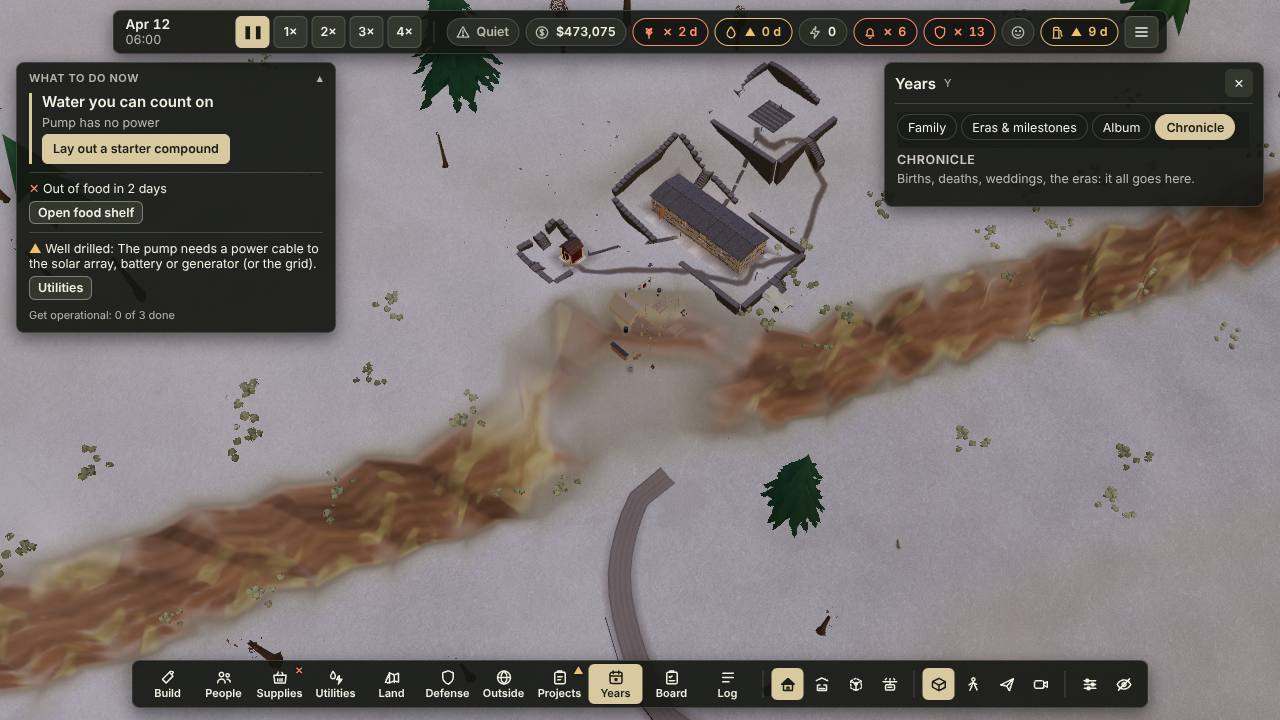 Apr 12
06:00
1×
2×
3×
4×
Quiet
$473,075
× 2 d
0 d
0
× 6
× 13
9 d
WHAT TO DO NOW
Water you can count on
Pump has no power
Lay out a starter compound
× Out of food in 2 days
Open food shelf
Well drilled: The pump needs a power cable to
the solar array, battery or generator (or the grid).
Utilities
Get operational: 0 of 3 done
Years Y
Family
Eras & milestones
Album
Chronicle
CHRONICLE
Births, deaths, weddings, the eras: it all goes here.
Build
People
Supplies
Utilities
Land
Defense
Outside
Projects
Years
Board
Log